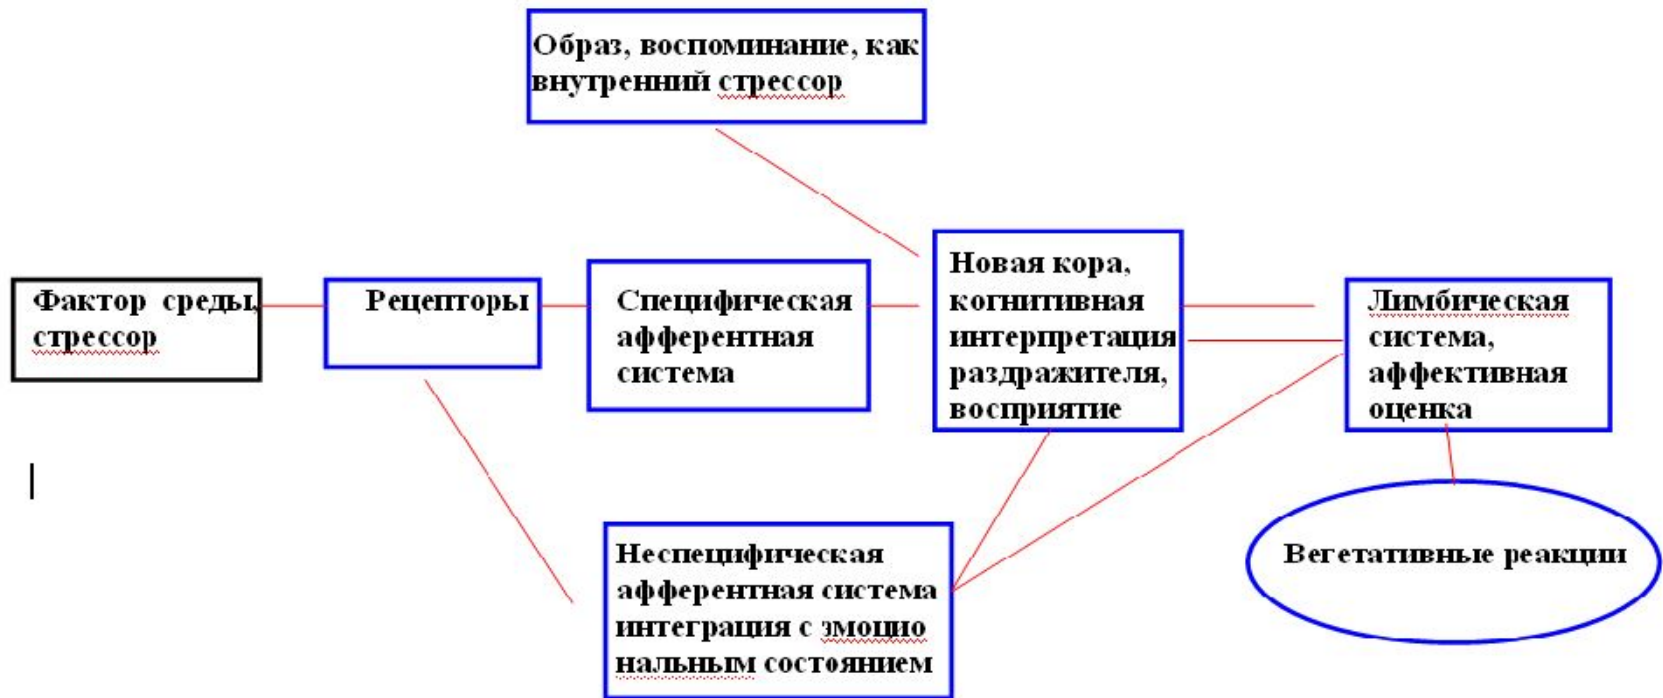 Образ, воспоминание, как
внутренний стрессор
Фактор среды,
стрессор
Рецепторы
Специфическая
афферентная
система
Новая кора,
когнитивная
интерпретация
раздражителя,
восприятие
Лимбическая
система,
аффективная
оценка
Неспецифическая
афферентная система
интеграция с эмоцио
нальным состоянием
Вегетативные реакции